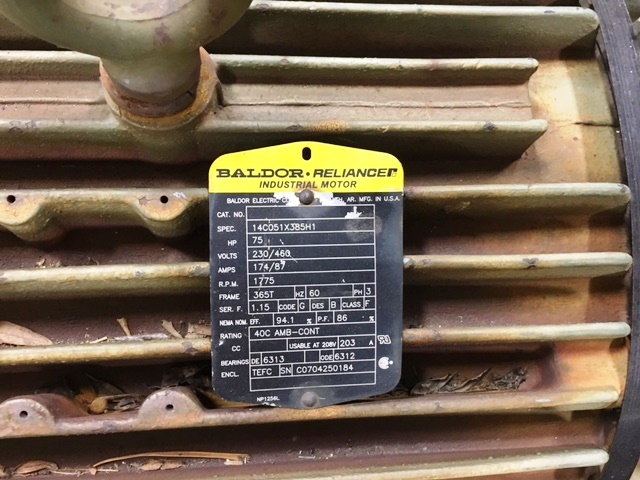 BALDOR • RELIANCER
INDUSTRIAL MOTOR
BALDOR ELECTRIC AR. MFG. IN U.S.A.
CAT. NO.
SPEC. 14C051X385H1
HP 75
VOLTS 230/460
AMPS 174/87
R.P.M. 1775
FRAME 365T HZ 60 PH 3
SER. F. 1.15 CODE G DES B CLASS F
NEMA NOM. EFF. 94.1 % P.F. 86 %
RATING 40C AMB-CONT
CC USABLE AT 208V 203 A
BEARINGS DE 6313 ODE 6312
ENCL. TEFC SN C0704250184
NP1256L